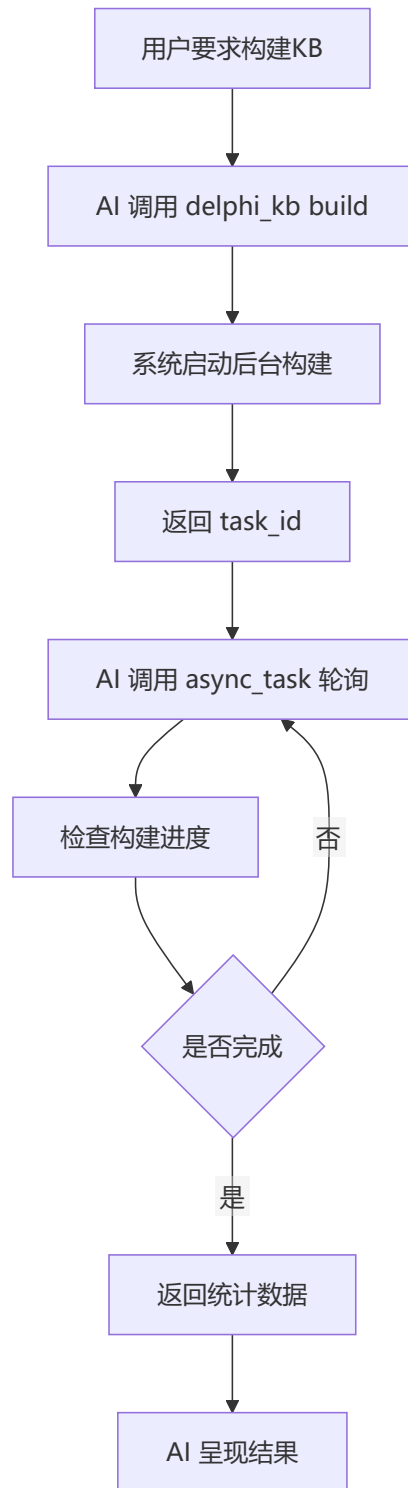 用户要求构建KB
AI 调用 delphi_kb build
系统启动后台构建
返回 task_id
AI 调用 async_task 轮询
检查构建进度
否
是否完成
是
返回统计数据
AI 呈现结果